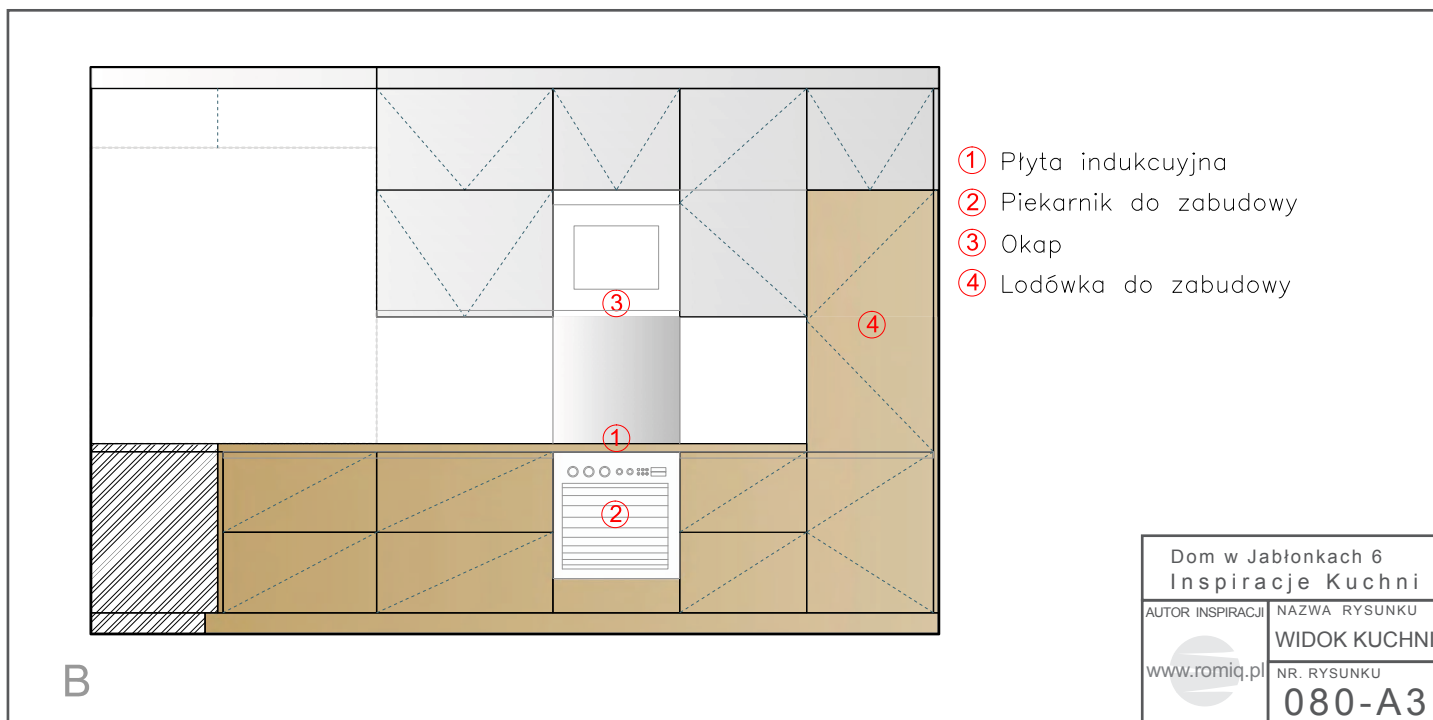 1 Płyta indukcuyjna
2 Piekarnik do zabudowy
3 Okap
4 Lodówka do zabudowy
3
4
1
2
B
Dom w Jabłonkach 6
Inspiracje Kuchni
AUTOR INSPIRACJI
www.romiq.pl
NAZWA RYSUNKU
WIDOK KUCHNI
NR. RYSUNKU
080-A3